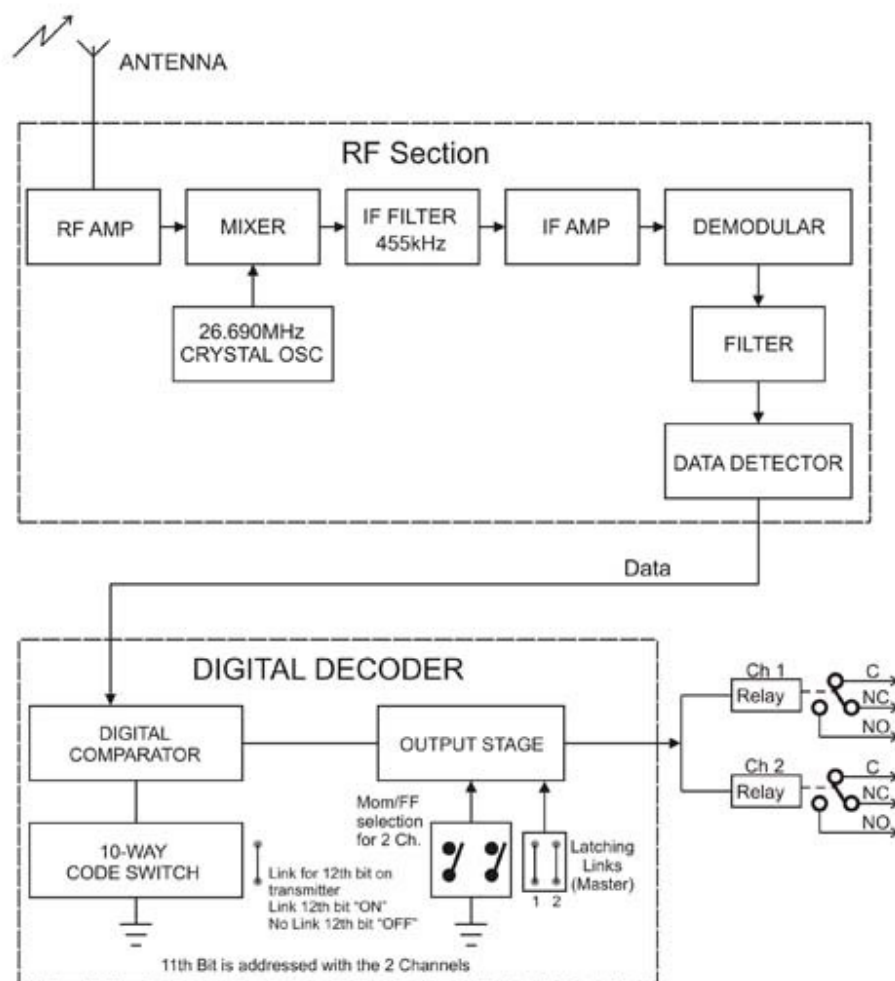 ANTENNA
RF Section
RF AMP
MIXER
IF FILTER
455kHz
IF AMP
DEMODULAR
26.690MHz
CRYSTAL OSC
FILTER
DATA DETECTOR
Data
DIGITAL DECODER
DIGITAL
COMPARATOR
OUTPUT STAGE
10-WAY
CODE SWITCH
Link for 12th bit on
transmitter
Link 12th bit “ON”
No Link 12th bit “OFF”
Mom/FF
selection
for 2 Ch.
1 2
Latching
Links
(Master)
11th Bit is addressed with the 2 Channels
Ch 1
Relay
C
NC
NO
Ch 2
Relay
C
NC
NO